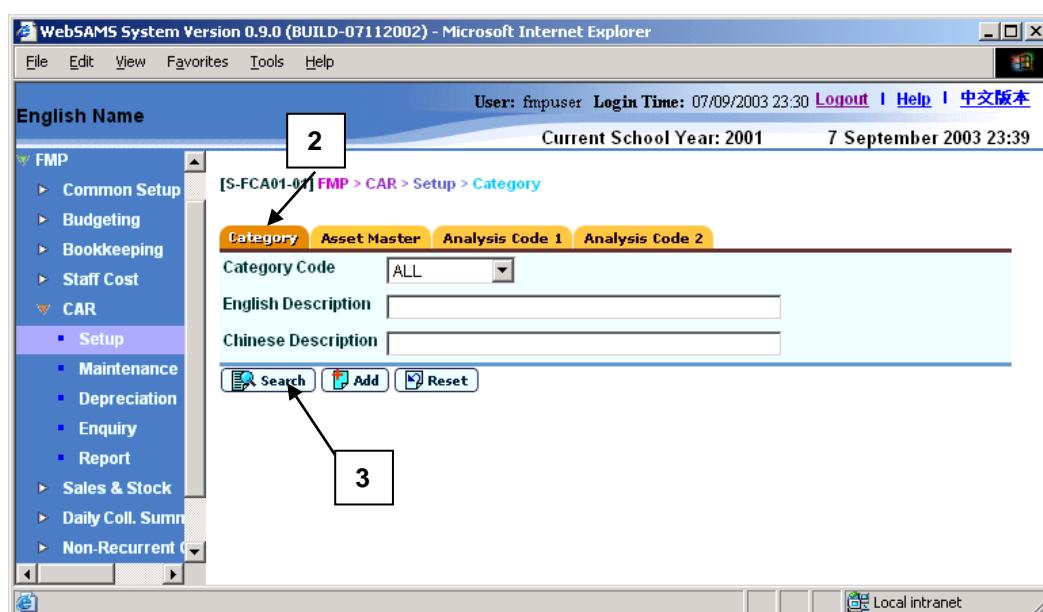 WebSAMS System Version 0.9.0 (BUILD-07112002) - Microsoft Internet Explorer
File Edit View Favorites Tools Help
User: fmpuser Login Time: 07/09/2003 23:30 Logout | Help | 中文版本
English Name
Current School Year: 2001 7 September 2003 23:39
2
FMP
Common Setup
Budgeting
Bookkeeping
Staff Cost
CAR
Setup
Maintenance
Depreciation
Enquiry
Report
Sales & Stock
Daily Coll. Summ
Non-Recurrent
[S-FCA01-01] FMP > CAR > Setup > Category
Category Asset Master Analysis Code 1 Analysis Code 2
Category Code ALL
English Description
Chinese Description
Search Add Reset
3
Local intranet